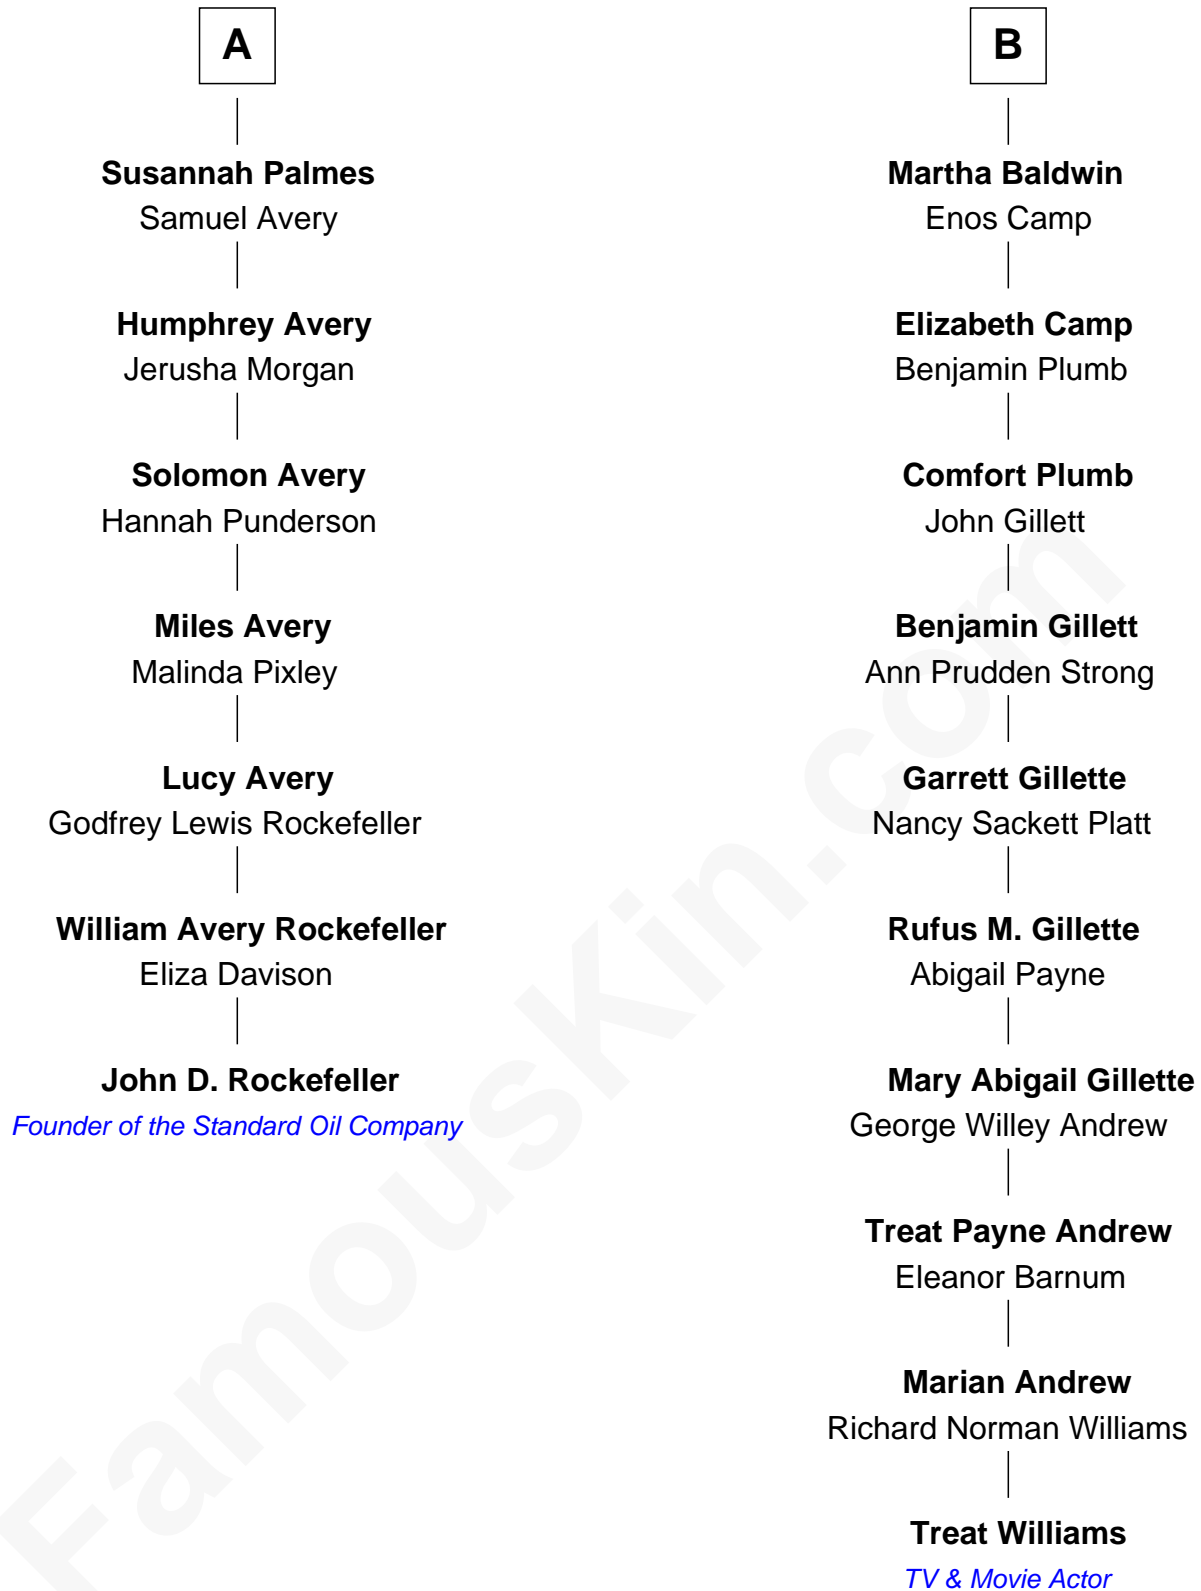 A
Susannah Palmes
Samuel Avery
Humphrey Avery
Jerusha Morgan
Solomon Avery
Hannah Punderson
Miles Avery
Malinda Pixley
Lucy Avery
Godfrey Lewis Rockefeller
William Avery Rockefeller
Eliza Davison
John D. Rockefeller
Founder of the Standard Oil Company
B
Martha Baldwin
Enos Camp
Elizabeth Camp
Benjamin Plumb
Comfort Plumb
John Gillett
Benjamin Gillett
Ann Prudden Strong
Garrett Gillette
Nancy Sackett Platt
Rufus M. Gillette
Abigail Payne
Mary Abigail Gillette
George Willey Andrew
Treat Payne Andrew
Eleanor Barnum
Marian Andrew
Richard Norman Williams
Treat Williams
TV & Movie Actor
FamousKin.com